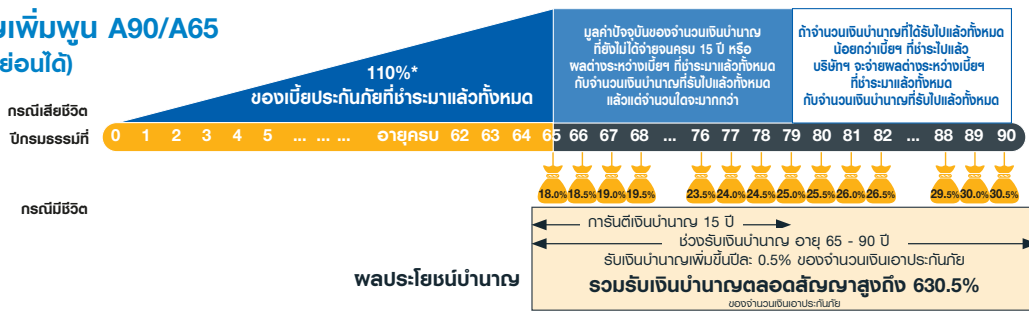 เพิ่มพูน A90/A65
ย่อนได้)
110%*
ของเบี้ยประกันภัยที่ชำระมาแล้วทั้งหมด
มูลค่าปัจจุบันของจำนวนเงินบำนาญ
ที่ยังไม่ได้จ่ายจนครบ 15 ปี หรือ
ผลต่างระหว่างเบี้ยฯ ที่ชำระมาแล้วทั้งหมด
กับจำนวนเงินบำนาญที่รับไปแล้วทั้งหมด
แล้วแต่จำนวนใดจะมากกว่า
ถ้าจำนวนเงินบำนาญที่ได้รับไปแล้วทั้งหมด
น้อยกว่าเบี้ยฯ ที่ชำระไปแล้ว
บริษัทฯ จะจ่ายผลต่างระหว่างเบี้ยฯ
ที่ชำระมาแล้วทั้งหมด
กับจำนวนเงินบำนาญที่รับไปแล้วทั้งหมด
กรณีเสียชีวิต
ปีกรมธรรม์ที่ 0 1 2 3 4 5 ... ... ... อายุครบ 62 63 64 65 66 67 68 ... 76 77 78 79 80 81 82 ... 88 89 90
18.0% 18.5% 19.0% 19.5% 23.5% 24.0% 24.5% 25.0% 25.5% 26.0% 26.5% 29.5% 30.0% 30.5%
กรณีมีชีวิต
การันตีเงินบำนาญ 15 ปี
ช่วงรับเงินบำนาญ อายุ 65 - 90 ปี
รับเงินบำนาญเพิ่มขึ้นปีละ 0.5% ของจำนวนเงินเอาประกันภัย
ผลประโยชน์บำนาญ
รวมรับเงินบำนาญตลอดสัญญาสูงถึง 630.5%
ของจำนวนเงินเอาประกันภัย